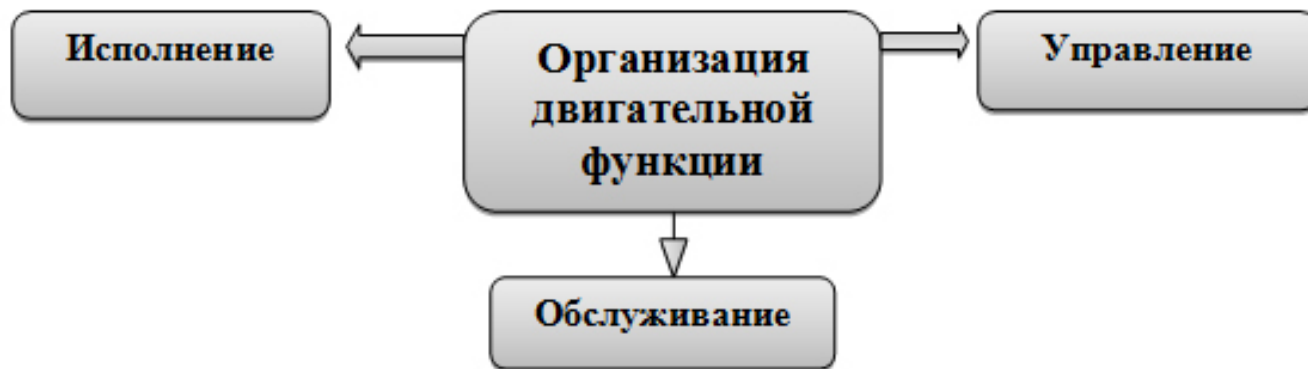 Исполнение
Организация
двигательной
функции
Управление
Обслуживание